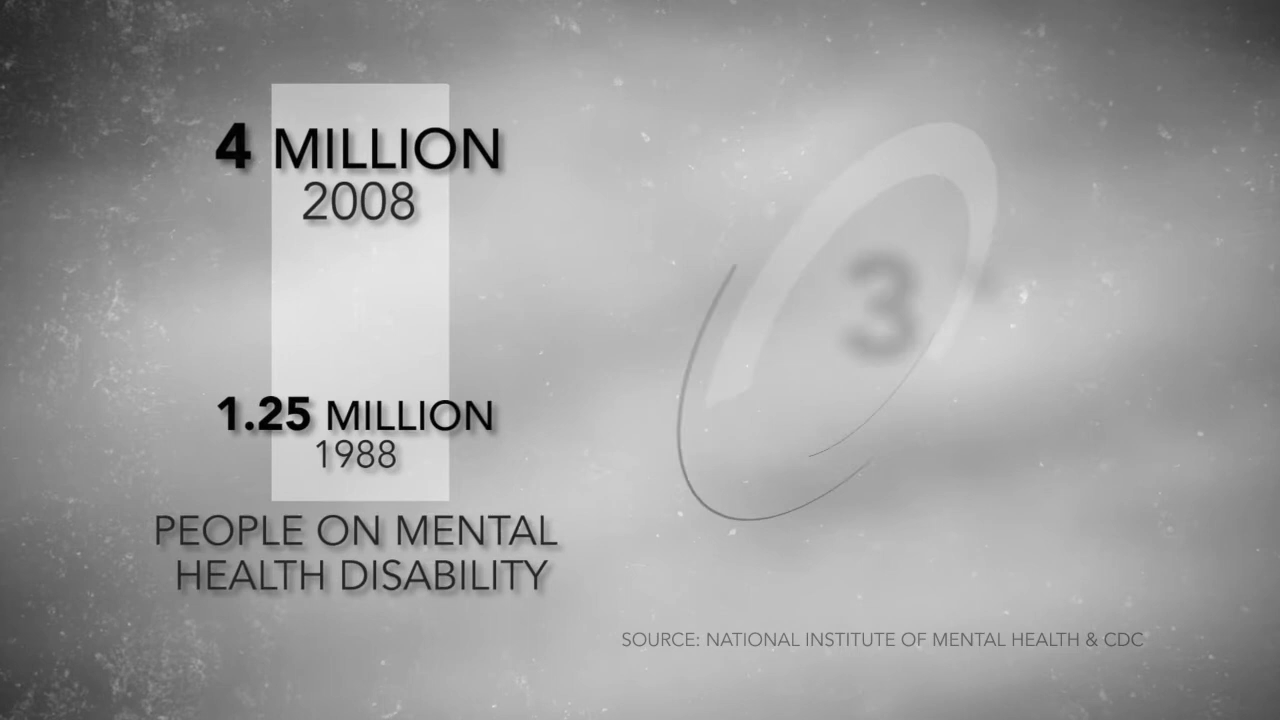 4 MILLION
2008
1.25 MILLION
1988
PEOPLE ON MENTAL
HEALTH DISABILITY
3
SOURCE: NATIONAL INSTITUTE OF MENTAL HEALTH & CDC